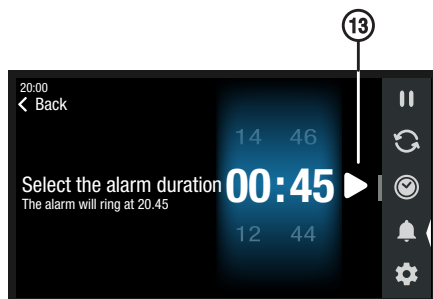 13
20:00
Back
14 46
Select the alarm duration 00:45
The alarm will ring at 20.45
12 44